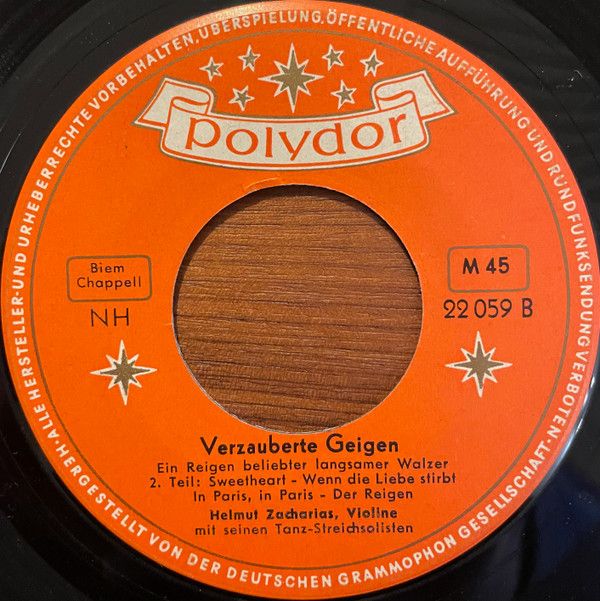 ·ALLE HERSTELLER-UND URHEBERRECHTE VORBEHALTEN, ÜBERSPIELUNG, ÖFFENTLICHE AUFFÜHRUNG UND RUNDFUNKSENDUNG VERBOTEN·
polydor
Biem
Chappell
M 45
NH
22 059 B
Verzauberte Geigen
Ein Reigen beliebter langsamer Walzer
2. Teil: Sweetheart - Wenn die Liebe stirbt
In Paris, in Paris - Der Reigen
Helmut Zacharias, Violine
mit seinen Tanz-Streichsolisten
HERGESTELLT VON DER DEUTSCHEN GRAMMOPHON GESELLSCHAFT·